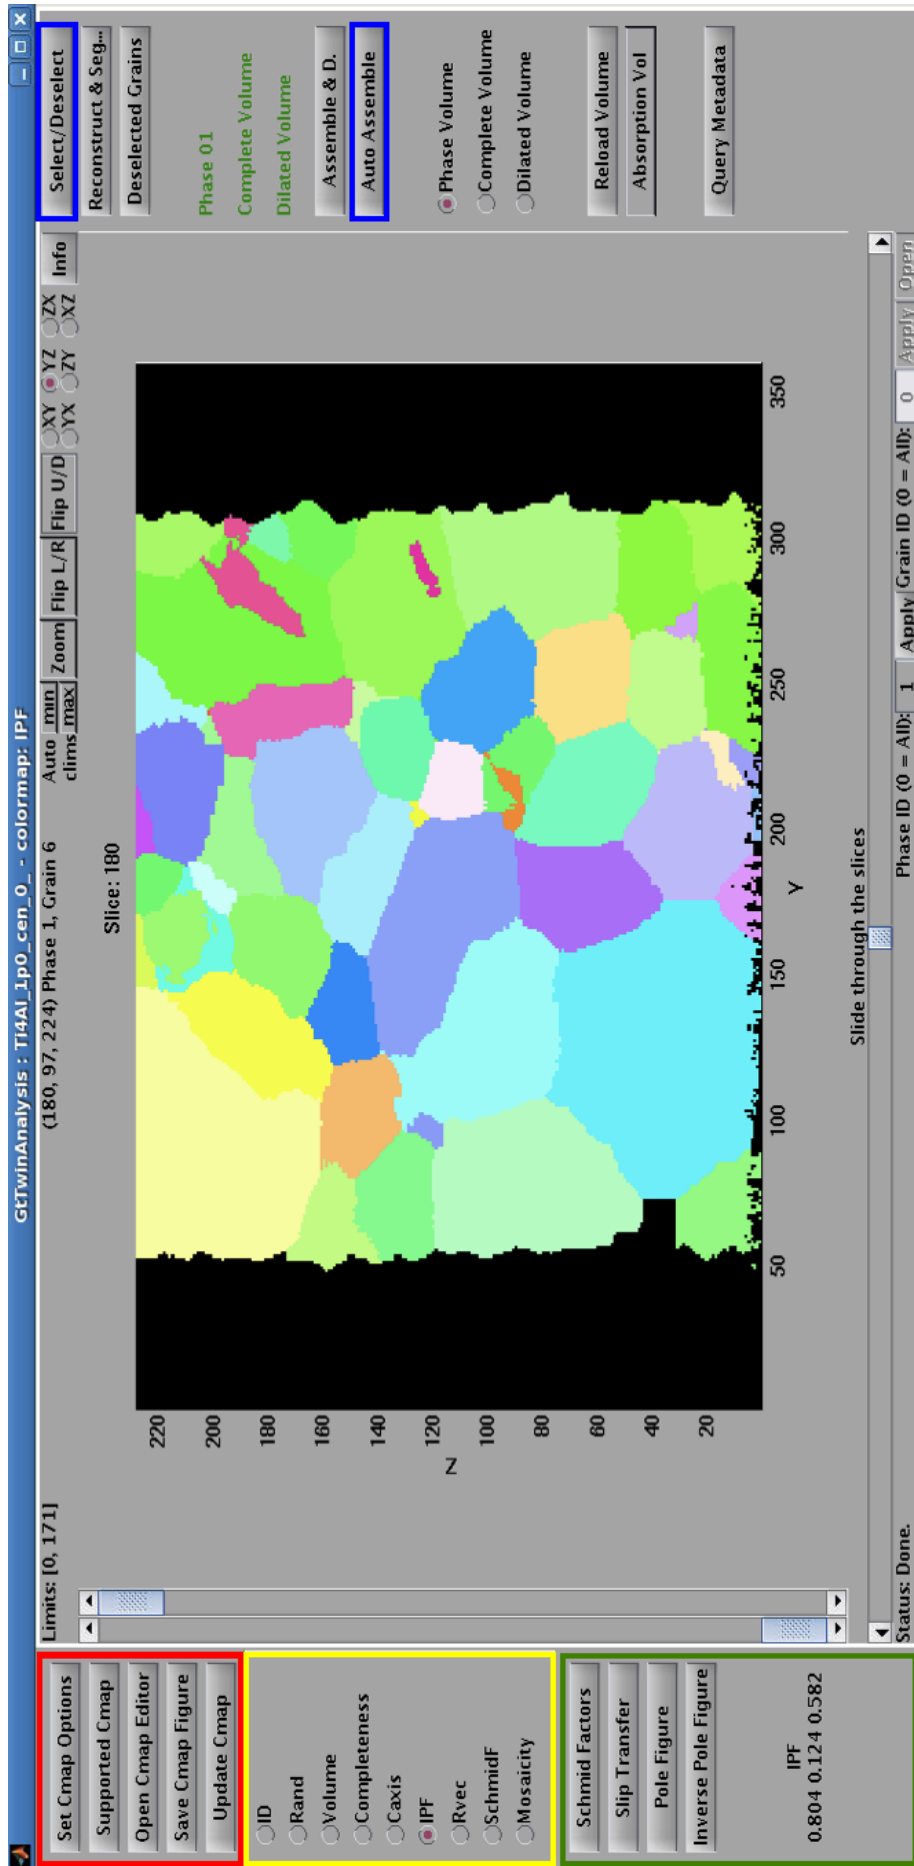 GtTwinAnalysis : Ti4Al_1p0_cen_0_ - colormap: IPF
Set Cmap Options
Supported Cmap
Open Cmap Editor
Save Cmap Figure
Update Cmap
ID
Rand
Volume
Completeness
Caxis
IPF
Rvec
SchmidF
Mosaicity
Schmid Factors
Slip Transfer
Pole Figure
Inverse Pole Figure
IPF
0.804 0.124 0.582
Limits: [0, 171]
(180, 97, 224) Phase 1, Grain 6
Auto clims
min
max
Zoom
Flip L/R
Flip U/D
XY
YZ
ZX
YX
ZY
XZ
Info
Slice: 180
220
200
180
160
140
120
100
80
60
40
20
Z
50
100
150
200
250
300
350
Y
Slide through the slices
Status: Done.
Phase ID (0 = All):
1
Apply
Grain ID (0 = All):
0
Apply
Open
Select/Deselect
Reconstruct & Seg...
Deselected Grains
Phase 01
Complete Volume
Dilated Volume
Assemble & D.
Auto Assemble
Phase Volume
Complete Volume
Dilated Volume
Reload Volume
Absorption Vol
Query Metadata